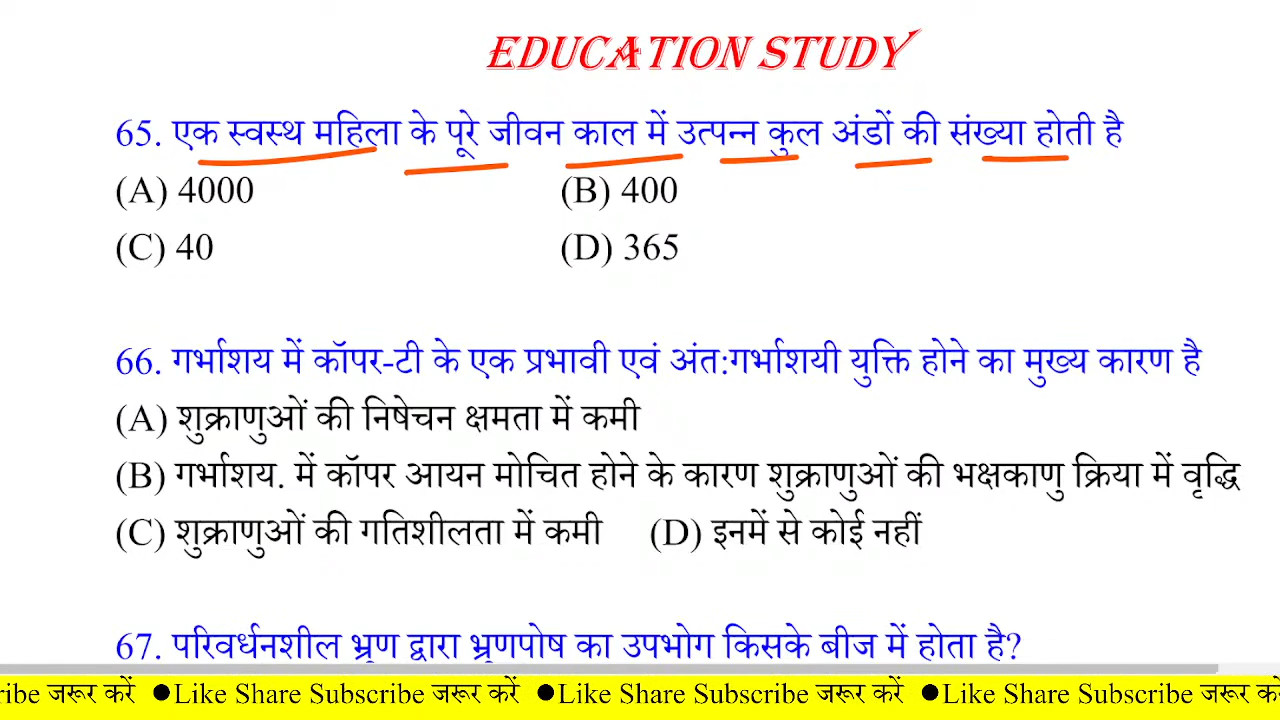 EDUCATION STUDY
65. एक स्वस्थ महिला के पूरे जीवन काल में उत्पन्न कुल अंडों की संख्या होती है
(A) 4000 (B) 400
(C) 40 (D) 365
66. गर्भाशय में कॉपर-टी के एक प्रभावी एवं अंत:गर्भाशयी युक्ति होने का मुख्य कारण है
(A) शुक्राणुओं की निषेचन क्षमता में कमी
(B) गर्भाशय. में कॉपर आयन मोचित होने के कारण शुक्राणुओं की भक्षकाणु क्रिया में वृद्धि
(C) शुक्राणुओं की गतिशीलता में कमी (D) इनमें से कोई नहीं
67. परिवर्धनशील भ्रूण द्वारा भ्रूणपोष का उपभोग किसके बीज में होता है?
ribe जरूर करें ●Like Share Subscribe जरूर करें ●Like Share Subscribe जरूर करें ●Like Share Subscribe जरूर करें